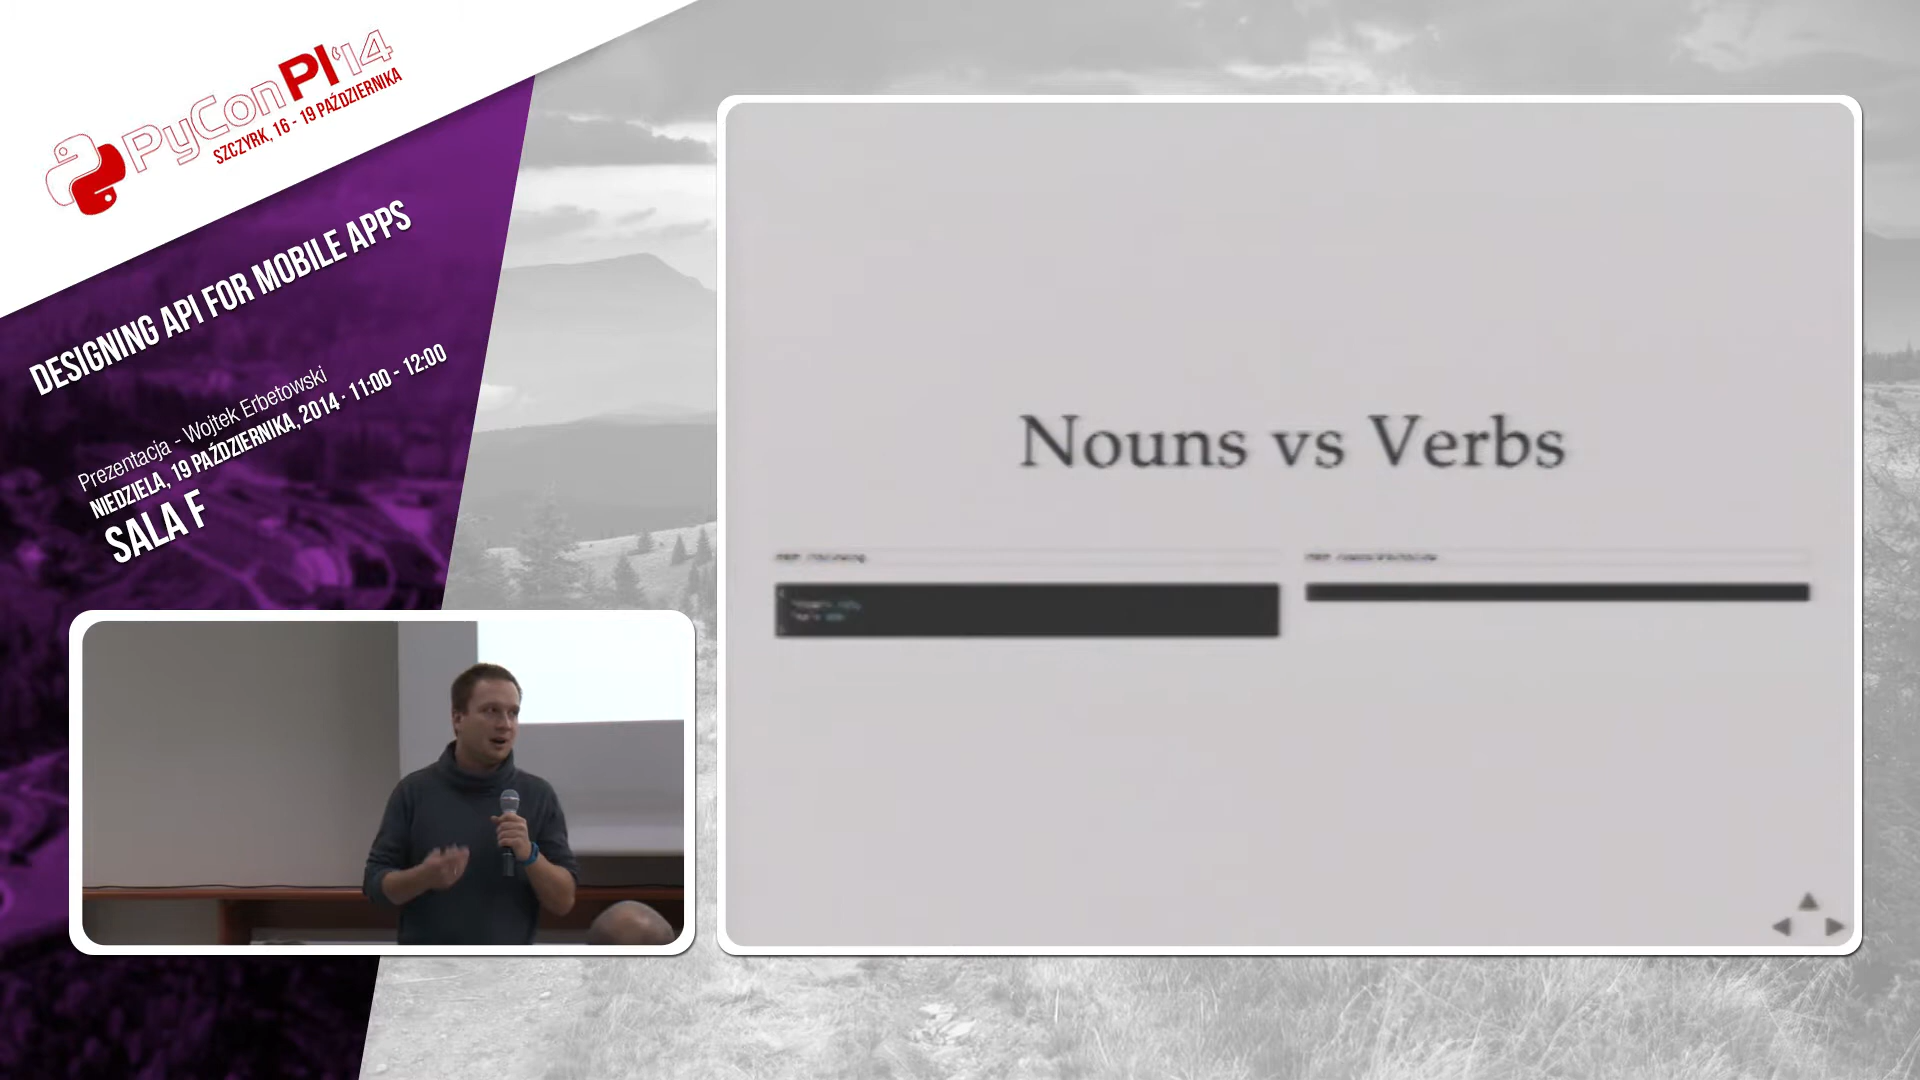 PyConPl'14
SZCZYRK, 16 - 19 PAŹDZIERNIKA
DESIGNING API FOR MOBILE APPS
Prezentacja - Wojtek Erbetowski
NIEDZIELA, 19 PAŹDZIERNIKA, 2014 · 11:00 - 12:00
SALA F
Nouns vs Verbs